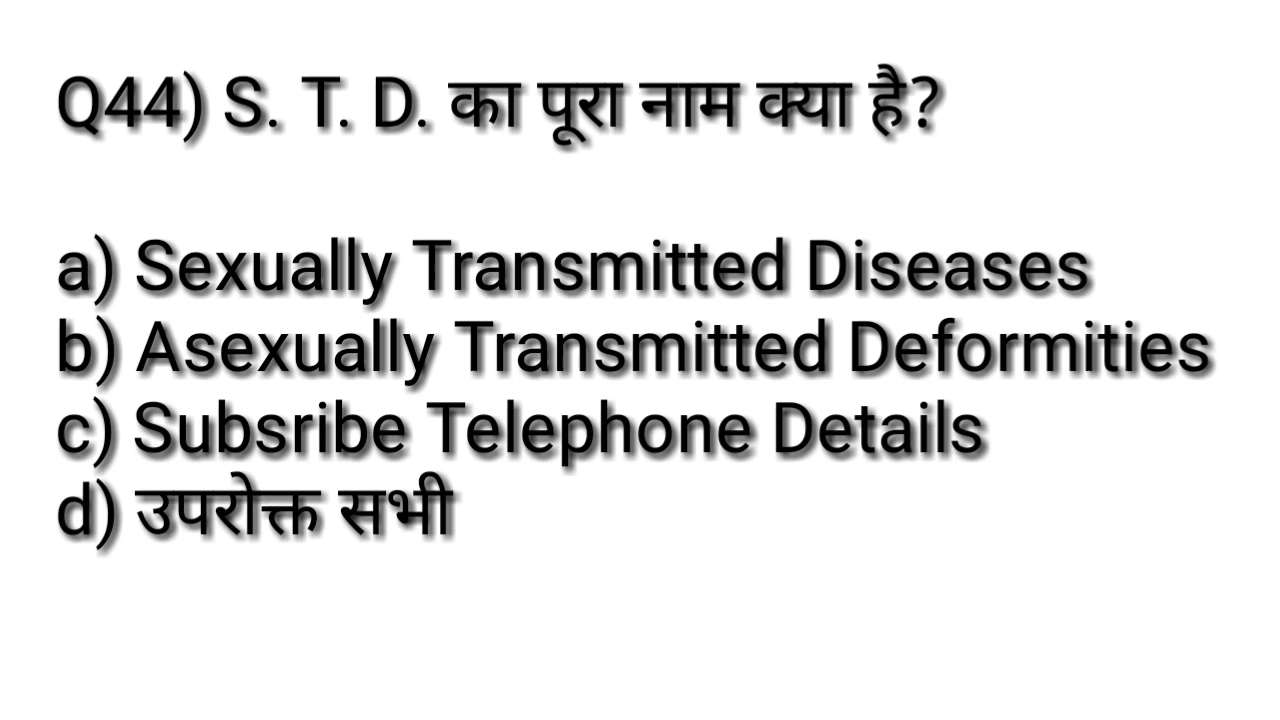 Q44) S. T. D. का पूरा नाम क्या है?
a) Sexually Transmitted Diseases
b) Asexually Transmitted Deformities
c) Subsribe Telephone Details
d) उपरोक्त सभी